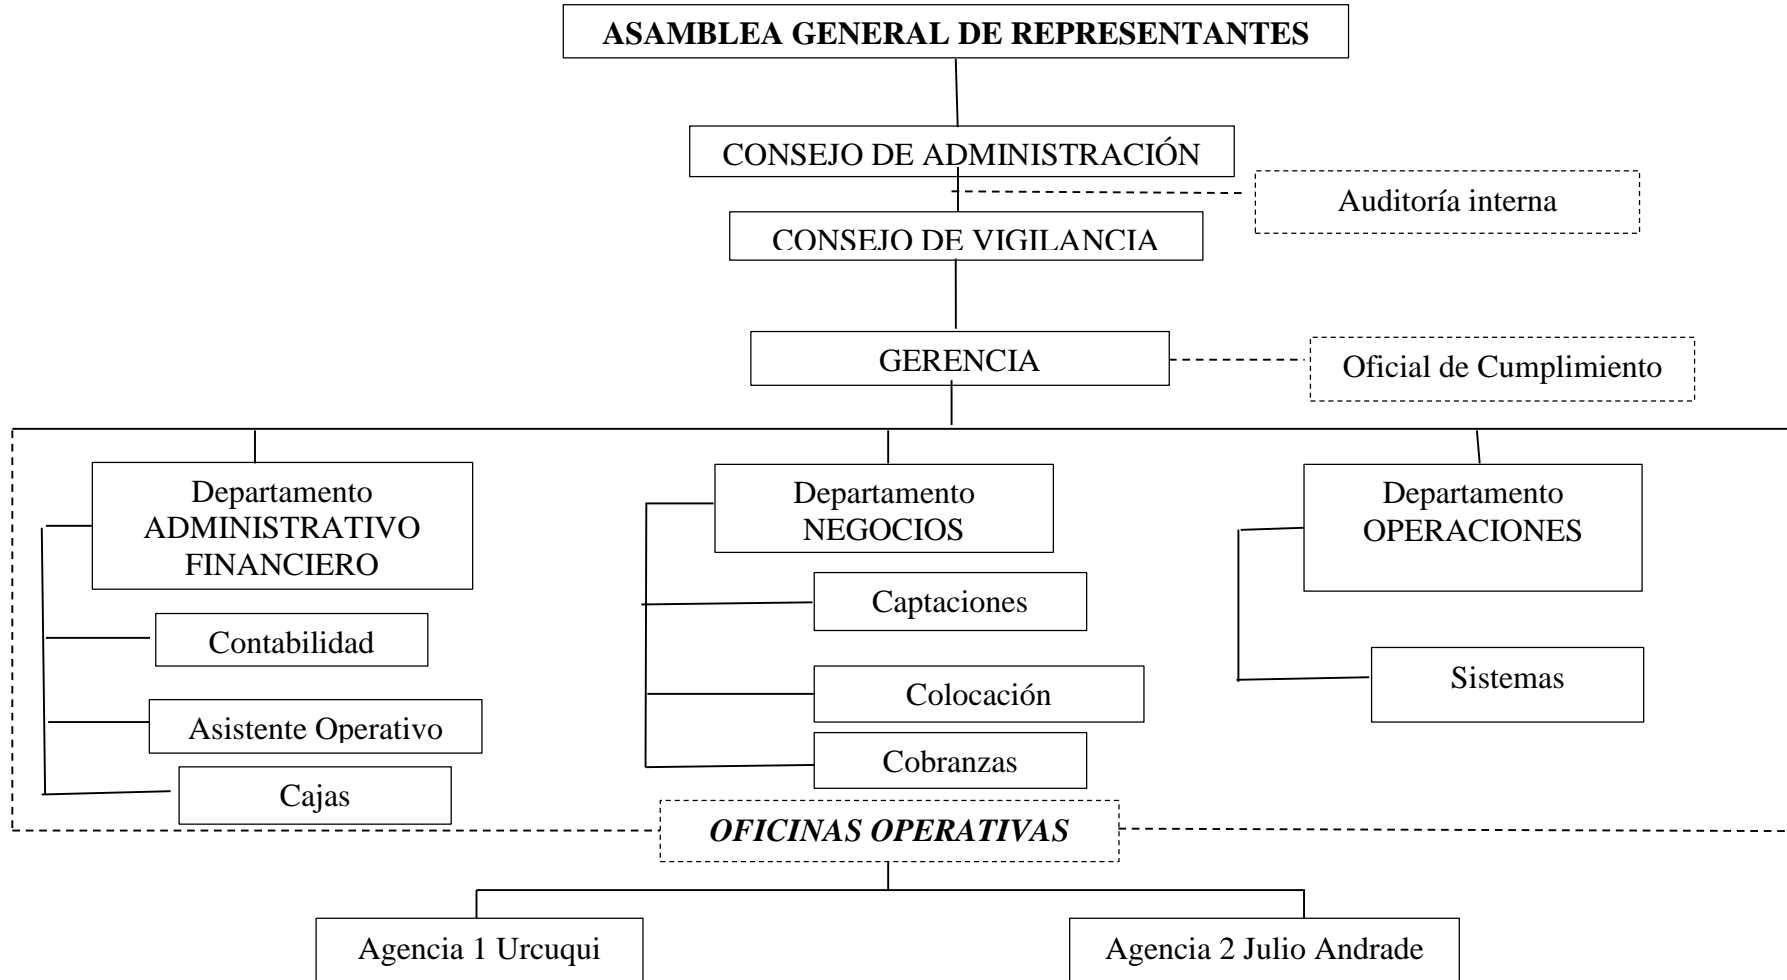 ASAMBLEA GENERAL DE REPRESENTANTES
CONSEJO DE ADMINISTRACIÓN
Auditoría interna
CONSEJO DE VIGILANCIA
GERENCIA
Oficial de Cumplimiento
Departamento
ADMINISTRATIVO
FINANCIERO
Departamento
NEGOCIOS
Departamento
OPERACIONES
Contabilidad
Asistente Operativo
Cajas
Captaciones
Colocación
Cobranzas
Sistemas
OFICINAS OPERATIVAS
Agencia 1 Urcuqui
Agencia 2 Julio Andrade